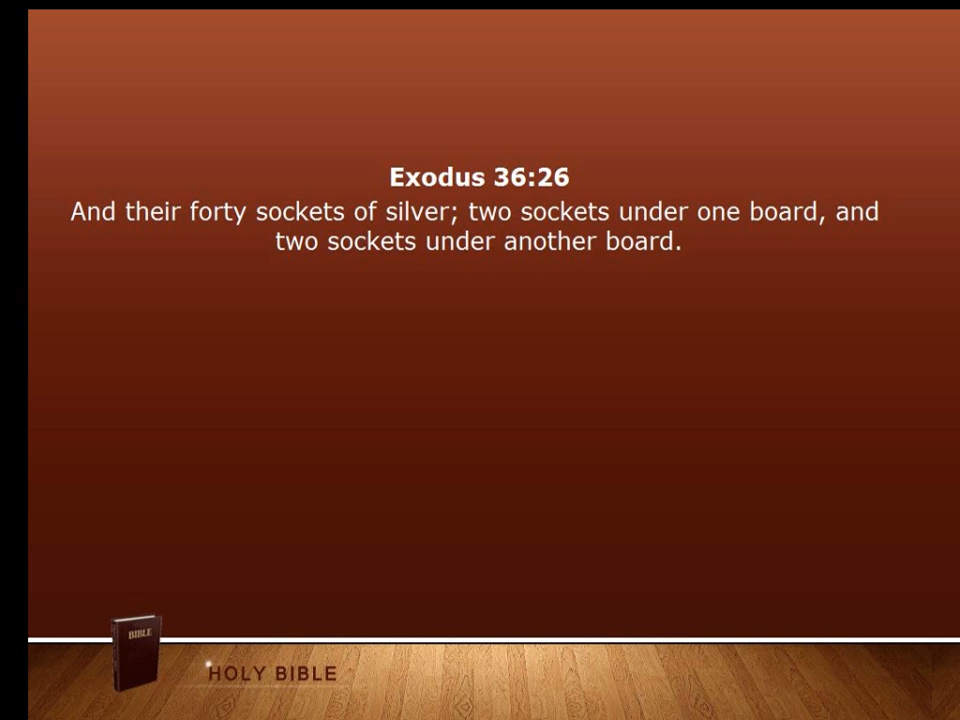 Exodus 36:26
And their forty sockets of silver; two sockets under one board, and
two sockets under another board.
BIBLE
HOLY BIBLE